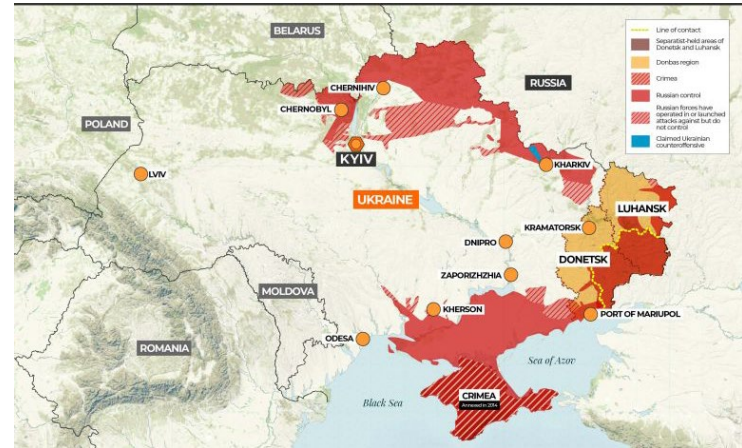 BELARUS
RUSSIA
POLAND
CHERNIHIV
CHERNOBYL
KYIV
LVIV
KHARKIV
UKRAINE
LUHANSK
KRAMATORSK
DNIPRO
DONETSK
ZAPORIZHZHIA
MOLDOVA
KHERSON
PORT OF MARIUPOL
ODESA
ROMANIA
Sea of Azov
Black Sea
CRIMEA
Annexed in 2014
Line of contact
Separatist-held areas of
Donetsk and Luhansk
Donbas region
Crimea
Russian control
Russian forces have
operated in or launched
attacks against but do
not control
Claimed Ukrainian
counteroffensive